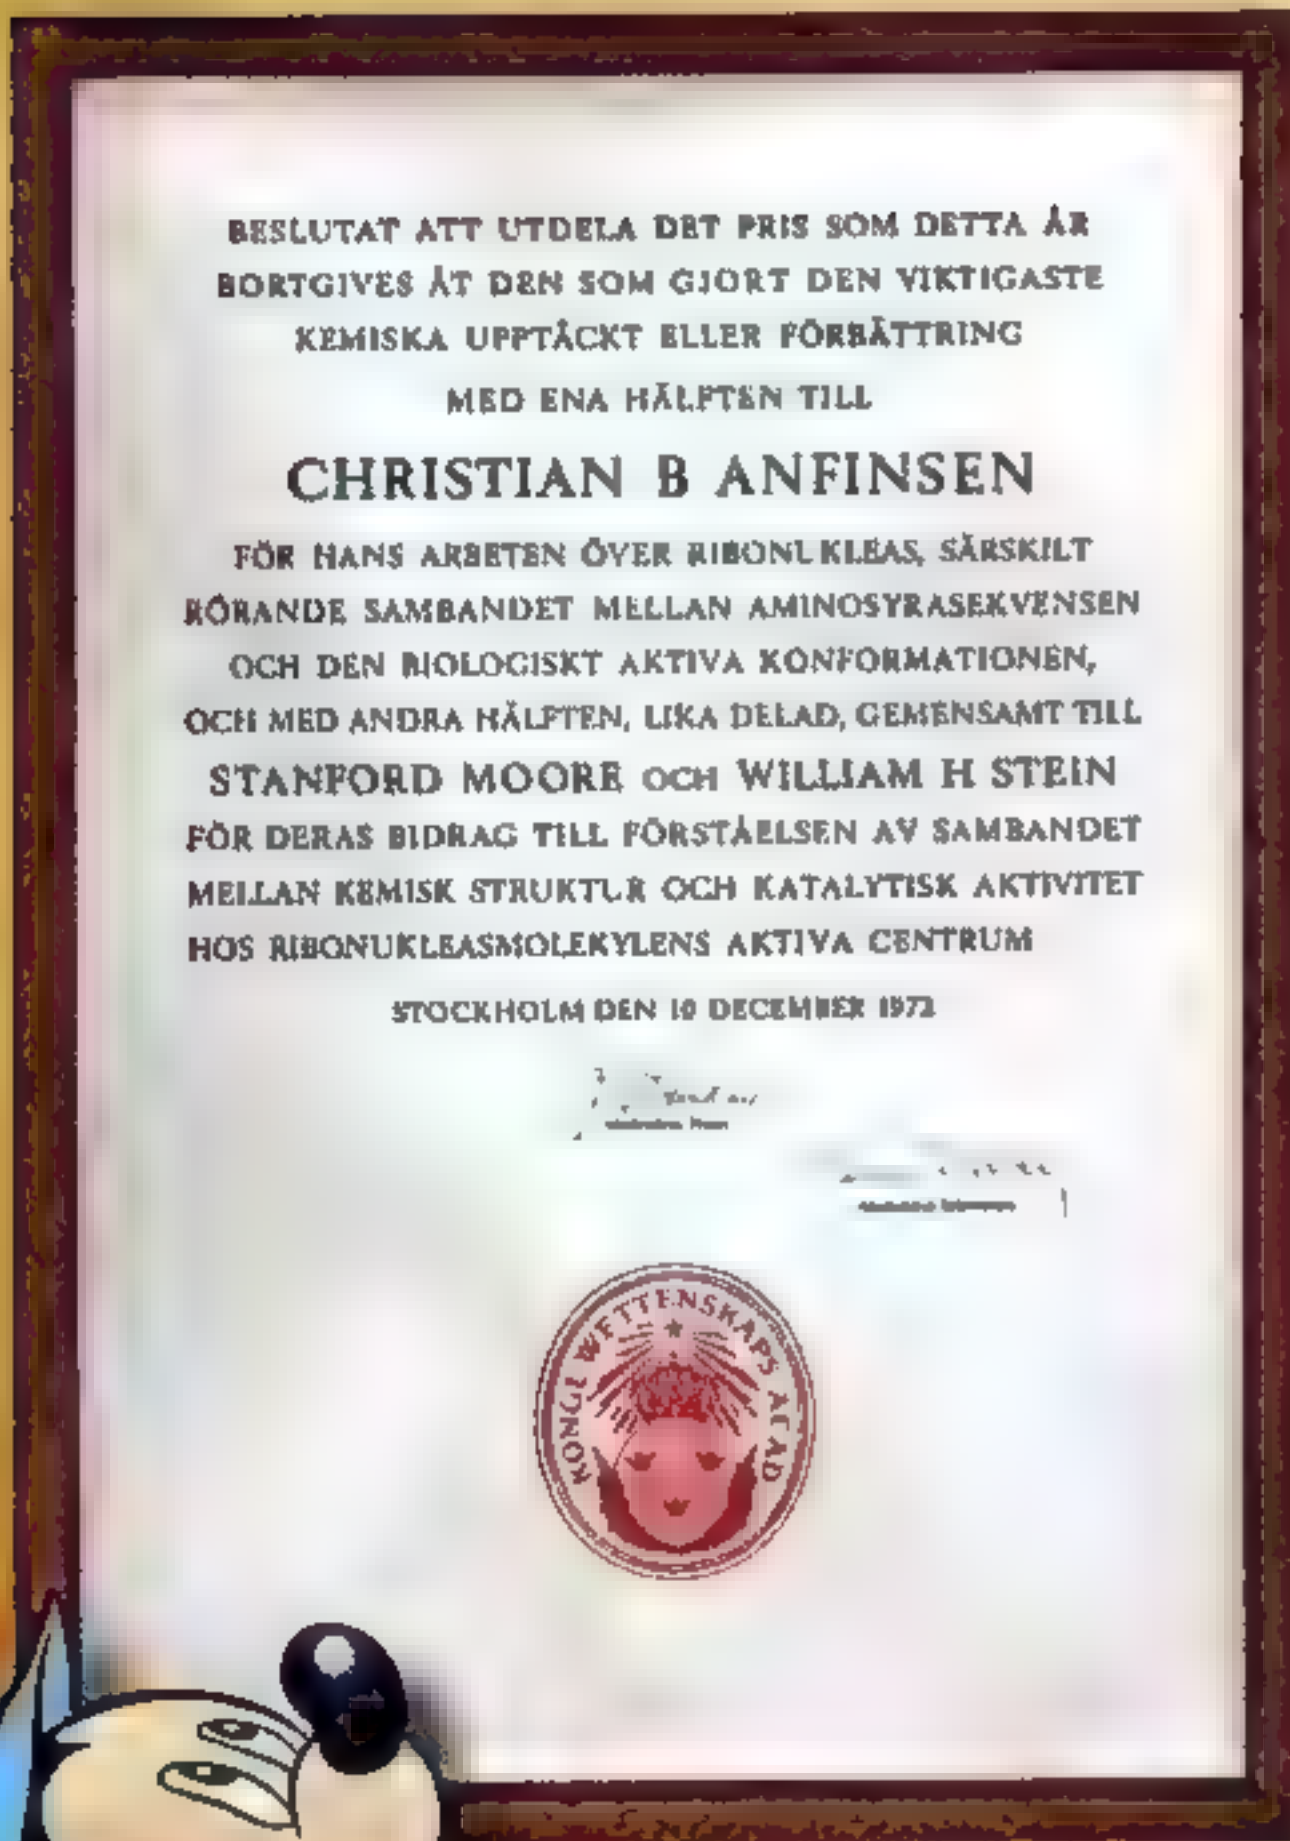 BESLUTAT ATT UTDELA DET PRIS SOM DETTA ÅR
BORTGIVES ÅT DEN SOM GJORT DEN VIKTIGASTE
KEMISKA UPPTÄCKT ELLER FÖRBÄTTRING
MED ENA HÄLFTEN TILL
CHRISTIAN B ANFINSEN
FÖR HANS ARBETEN ÖVER RIBONUKLEAS, SÄRSKILT
RÖRANDE SAMBANDET MELLAN AMINOSYRASEKVENSEN
OCH DEN BIOLOGISKT AKTIVA KONFORMATIONEN,
OCH MED ANDRA HÄLFTEN, LIKA DELAD, GEMENSAMT TILL
STANFORD MOORE OCH WILLIAM H STEIN
FÖR DERAS BIDRAG TILL FÖRSTÅELSEN AV SAMBANDET
MELLAN KEMISK STRUKTUR OCH KATALYTISK AKTIVITET
HOS RIBONUKLEASMOLEKYLENS AKTIVA CENTRUM
STOCKHOLM DEN 10 DECEMBER 1972
KONGL WETTENSKAPS ACAD